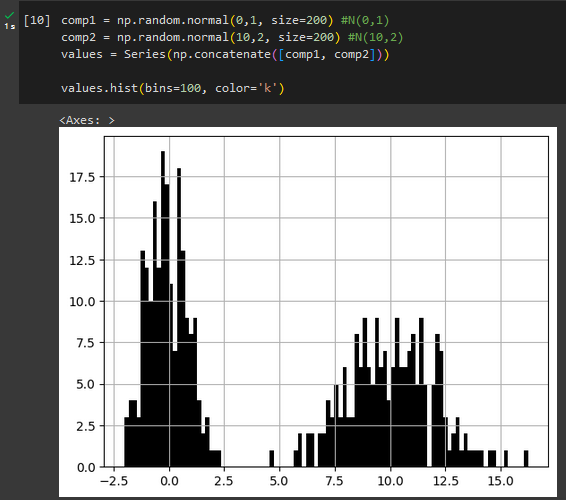 [10] comp1 = np.random.normal(0,1, size=200) #N(0,1)
1s comp2 = np.random.normal(10,2, size=200) #N(10,2)
values = Series(np.concatenate([comp1, comp2]))
values.hist(bins=100, color='k')
<Axes: >
17.5
15.0
12.5
10.0
7.5
5.0
2.5
0.0
−2.5 0.0 2.5 5.0 7.5 10.0 12.5 15.0